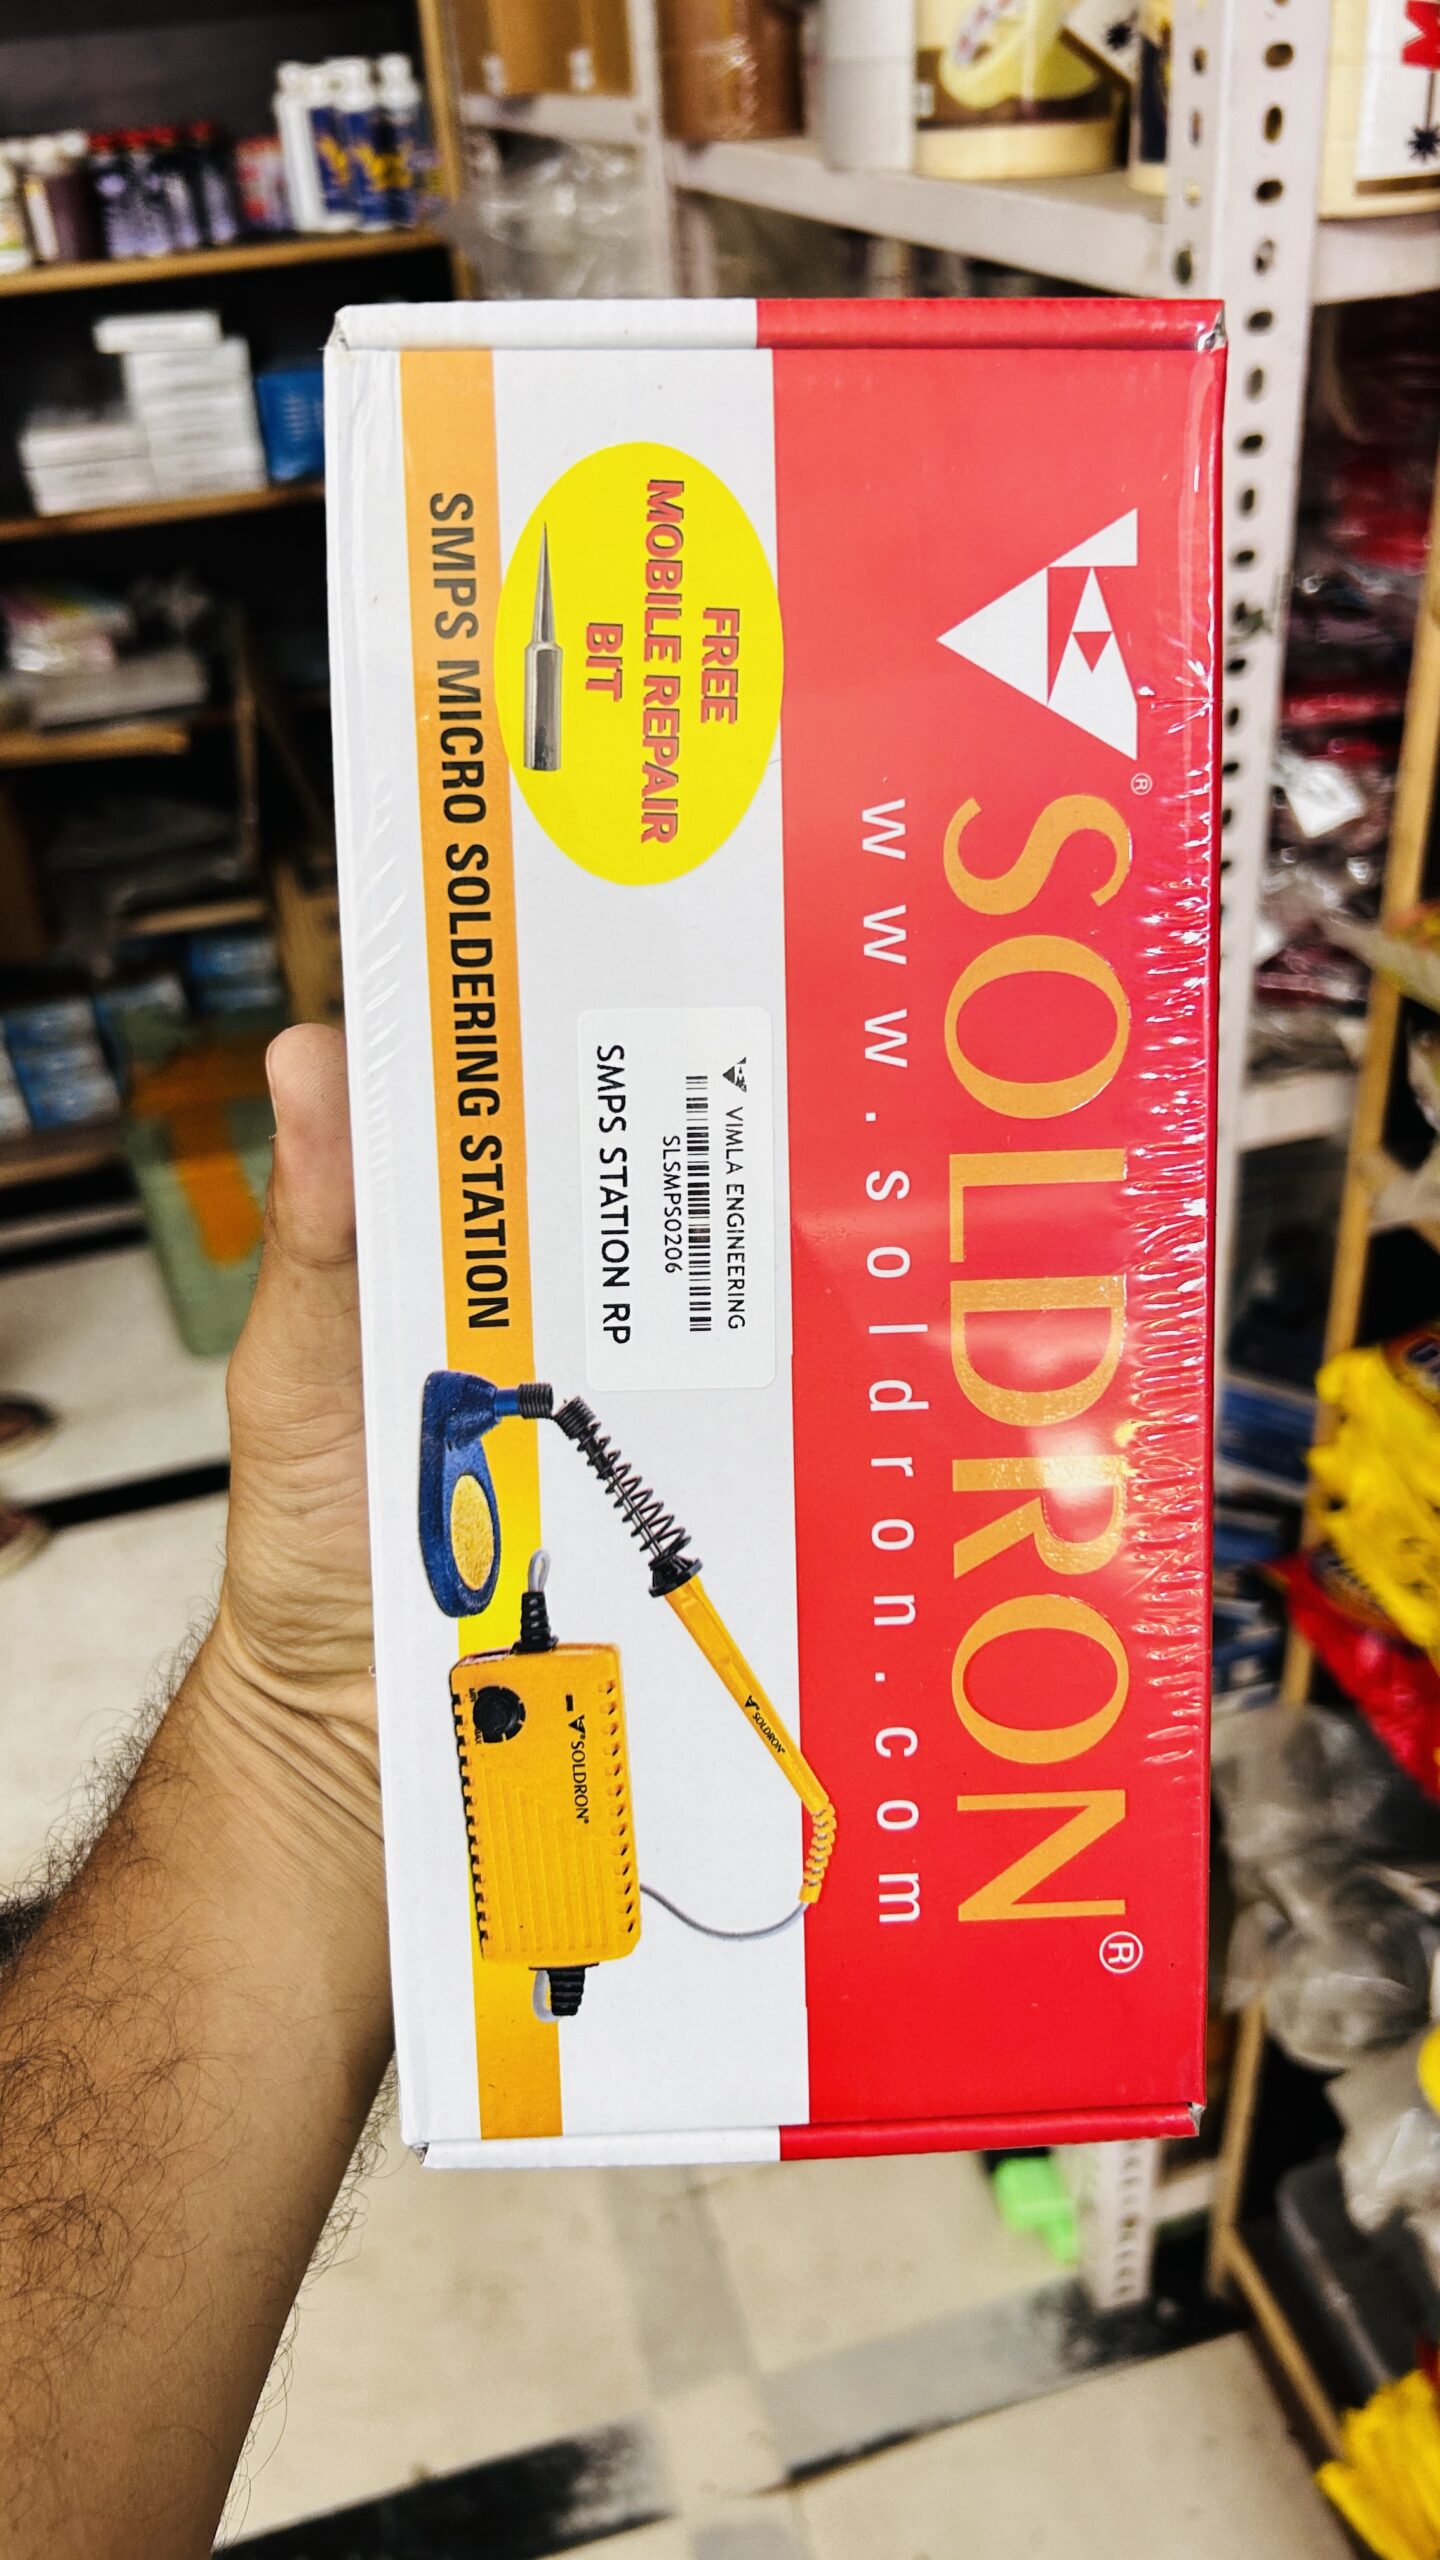 SOLDRON®
www.soldron.com
FREE
MOBILE REPAIR
BIT
VIMLA ENGINEERING
SLSMPS0206
SMPS STATION RP
SOLDRON®
SOLDRON®
MAX
SMPS MICRO SOLDERING STATION